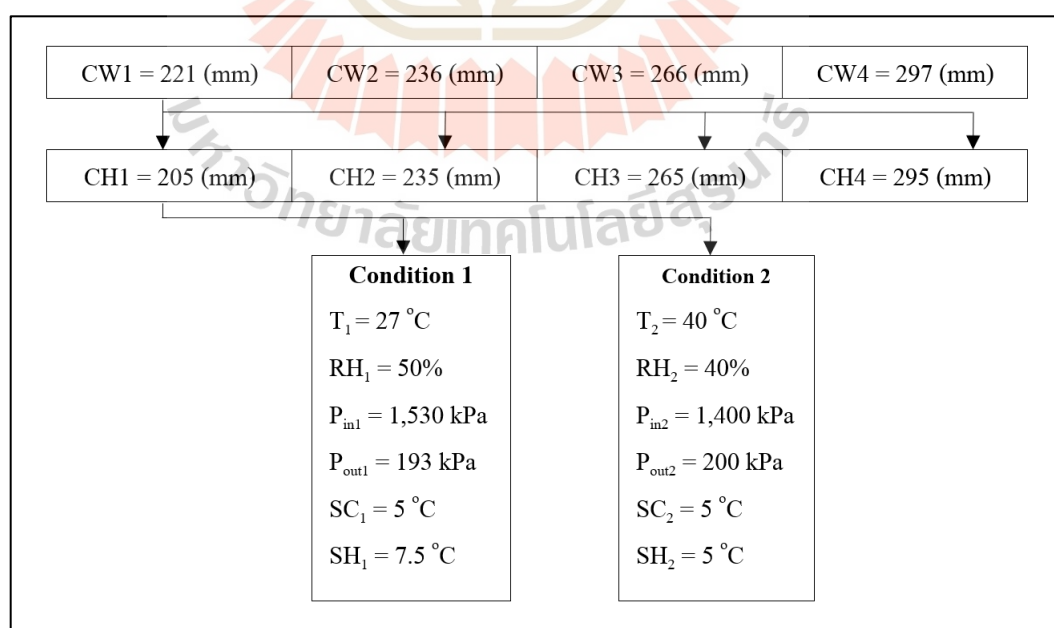 CW1 = 221 (mm) CW2 = 236 (mm) CW3 = 266 (mm) CW4 = 297 (mm)
CH1 = 205 (mm) CH2 = 235 (mm) CH3 = 265 (mm) CH4 = 295 (mm)
มหาวิทยาลัยเทคโนโลยีสุรนารี
Condition 1
T₁ = 27 °C
RH₁ = 50%
Pᵢₙ₁ = 1,530 kPa
Pₒᵤₜ₁ = 193 kPa
SC₁ = 5 °C
SH₁ = 7.5 °C
Condition 2
T₂ = 40 °C
RH₂ = 40%
Pᵢₙ₂ = 1,400 kPa
Pₒᵤₜ₂ = 200 kPa
SC₂ = 5 °C
SH₂ = 5 °C